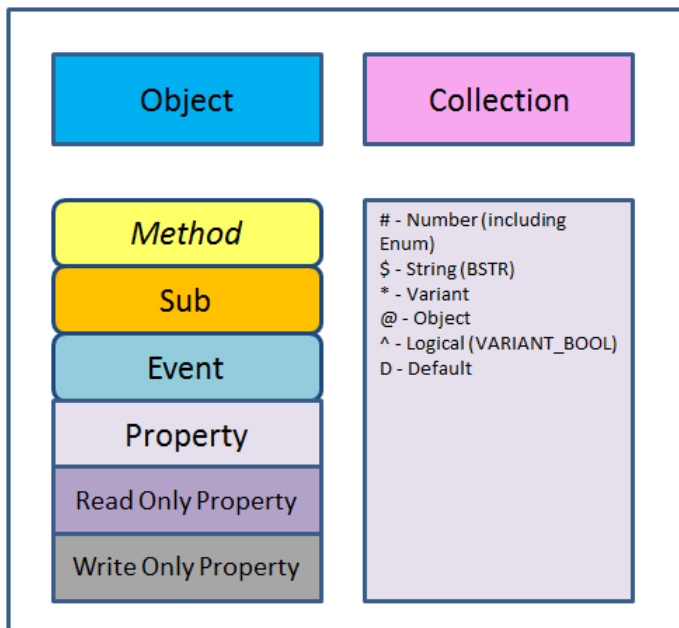 Object
Collection
Method
Sub
Event
Property
Read Only Property
Write Only Property
# - Number (including
Enum)
$ - String (BSTR)
* - Variant
@ - Object
^ - Logical (VARIANT_BOOL)
D - Default